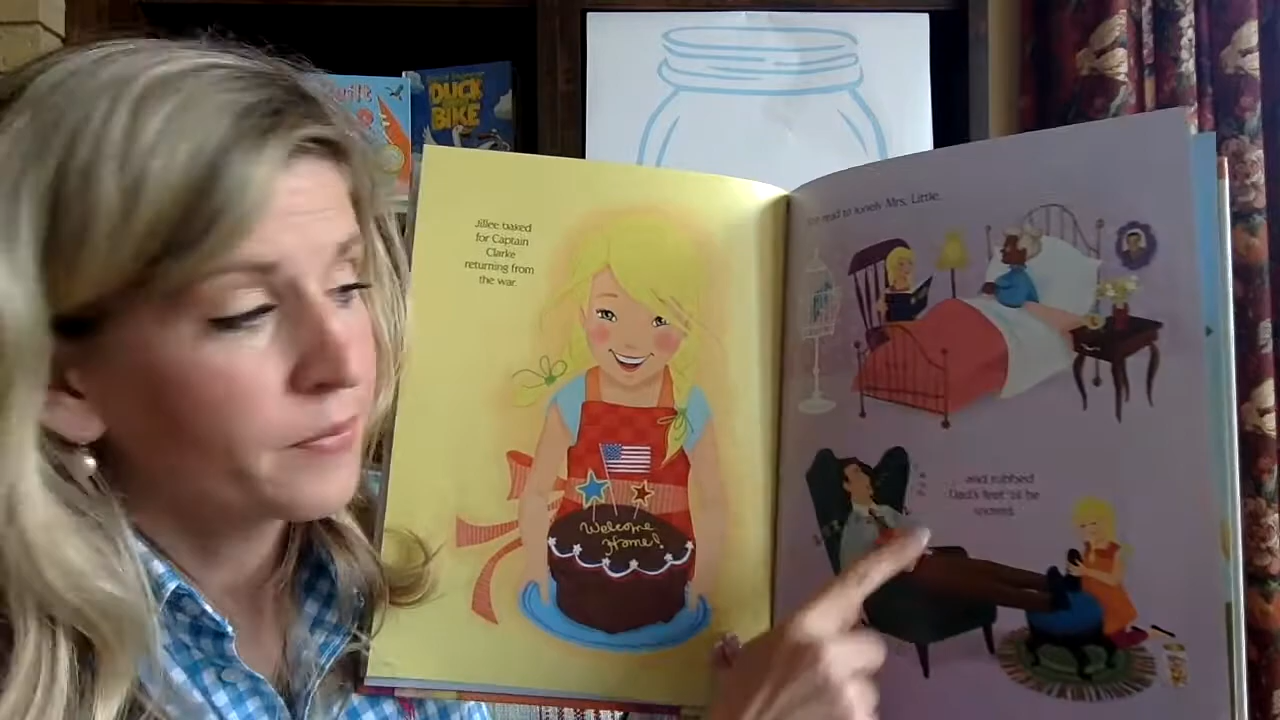 DUCK
BIKE
Jillee baked
for Captain
Clarke
returning from
the war.
Welcome
Home!
read to lonely Mrs. Little,
and rubbed
Dad's feet 'til he
snored.